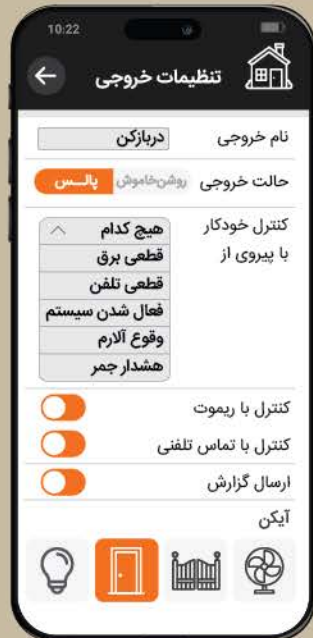 10:22
تنظیمات خروجی
نام خروجی دربازکن
حالت خروجی روشن‌خاموش پالس
کنترل خودکار
با پیروی از
هیچ کدام
قطعی برق
قطعی تلفن
فعال شدن سیستم
وقوع آلارم
هشدار جمر
کنترل با ریموت
کنترل با تماس تلفنی
ارسال گزارش
آیکن